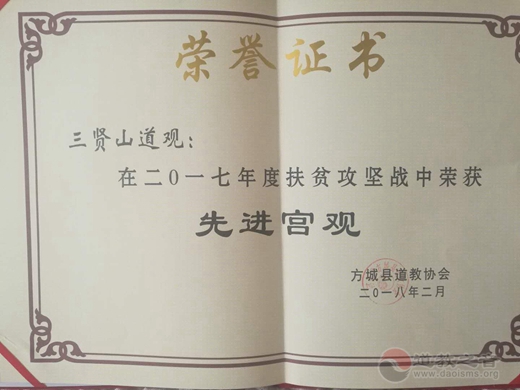 荣誉证书
三贤山道观：
在二〇一七年度扶贫攻坚战中荣获
先进宫观
方城县道教协会
二〇一八年二月
www.daoisms.org